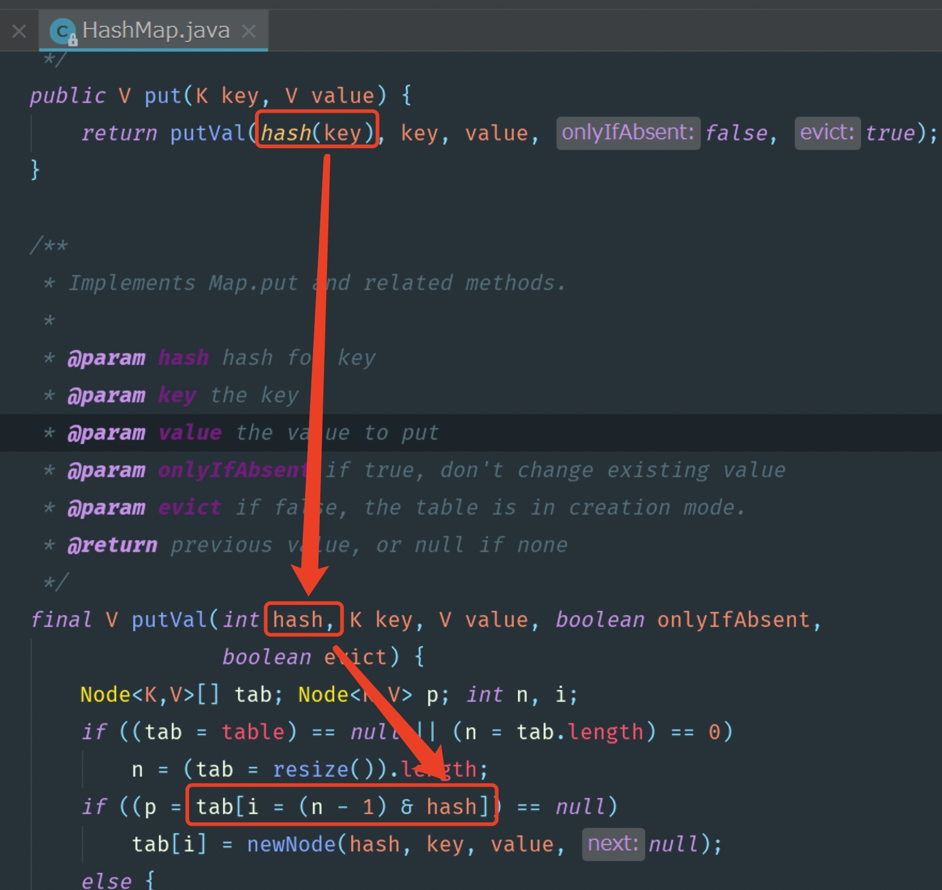 HashMap.java
*/
public V put(K key, V value) {
return putVal(hash(key), key, value, onlyIfAbsent: false, evict: true);
}
/**
* Implements Map.put and related methods.
*
* @param hash hash for key
* @param key the key
* @param value the value to put
* @param onlyIfAbsent if true, don't change existing value
* @param evict if false, the table is in creation mode.
* @return previous value, or null if none
*/
final V putVal(int hash, K key, V value, boolean onlyIfAbsent,
boolean evict) {
Node<K,V>[] tab; Node<K,V> p; int n, i;
if ((tab = table) == null || (n = tab.length) == 0)
n = (tab = resize()).length;
if ((p = tab[i = (n - 1) & hash]) == null)
tab[i] = newNode(hash, key, value, next: null);
else {